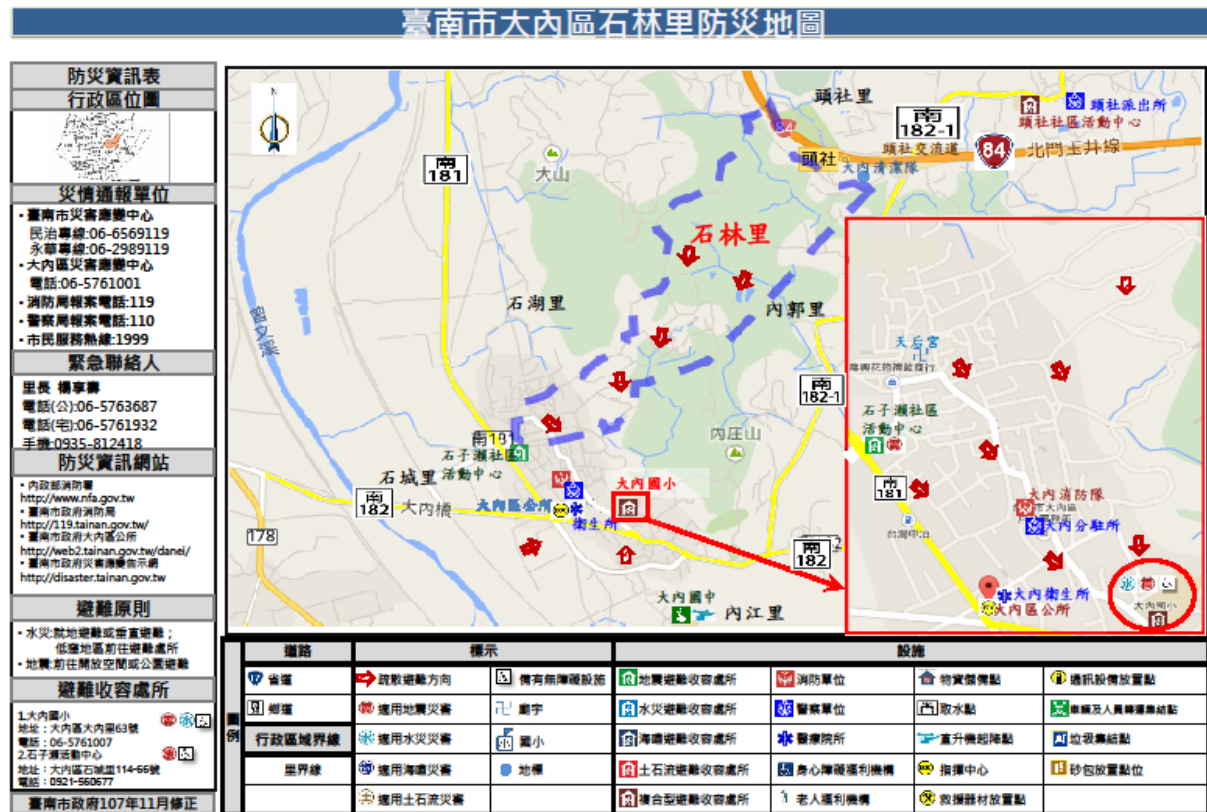 臺南市大內區石林里防災地圖
防災資訊表
行政區位圖
災情通報單位
・臺南市災害應變中心
民治專線:06-6569119
永華專線:06-2989119
・大內區災害應變中心
電話:06-5761001
・消防局報案電話:119
・警察局報案電話:110
・市民服務熱線:1999
緊急聯絡人
里長 楊享壽
電話(公):06-5763687
電話(宅):06-5761932
手機:0935-812418
防災資訊網站
・內政部消防署
http://www.nfa.gov.tw
・臺南市政府消防局
http://119.tainan.gov.tw/
・臺南市政府大內區公所
http://web2.tainan.gov.tw/danei/
・臺南市政府災害應變告示網
http://disaster.tainan.gov.tw
避難原則
・水災:就地避難或垂直避難;
低窪地區前往避難處所
・地震:前往開放空間或公園避難
避難收容處所
1.大內國小
地址:大內區大內里63號
電話:06-5761007
2.石子瀨活動中心
地址:大內區石城里114-66號
電話:0921-560677
臺南市政府107年11月修正
N
頭社里
84
南
182-1
頭社派出所
頭社社區活動中心
頭社交流道
84
北門玉井線
頭社
大內清潔隊
南
181
大山
石林里
石湖里
內郭里
曾文溪
南
182-1
內庄山
南181
石子瀨社區
活動中心
石城里
大內國小
南
182
大內橋
大內區公所
衛生所
178
南
182
大內國中
內江里
天后宮
石子瀨社區
活動中心
南
181
大內消防隊
大內分駐所
台灣中油
大內衛生所
大內區公所
大內國小
圖例
道路
標示
設施
省道
疏散避難方向
備有無障礙設施
地震避難收容處所
消防單位
物資儲備點
通訊設備放置點
鄉道
適用地震災害
廟宇
水災避難收容處所
警察單位
取水點
車輛及人員轉運集結點
行政區域界線
適用水災災害
國小
海嘯避難收容處所
醫療院所
直升機起降點
垃圾集結點
里界線
適用海嘯災害
地標
土石流避難收容處所
身心障礙福利機構
指揮中心
砂包放置點位
適用土石流災害
複合型避難收容處所
老人福利機構
救援器材放置點